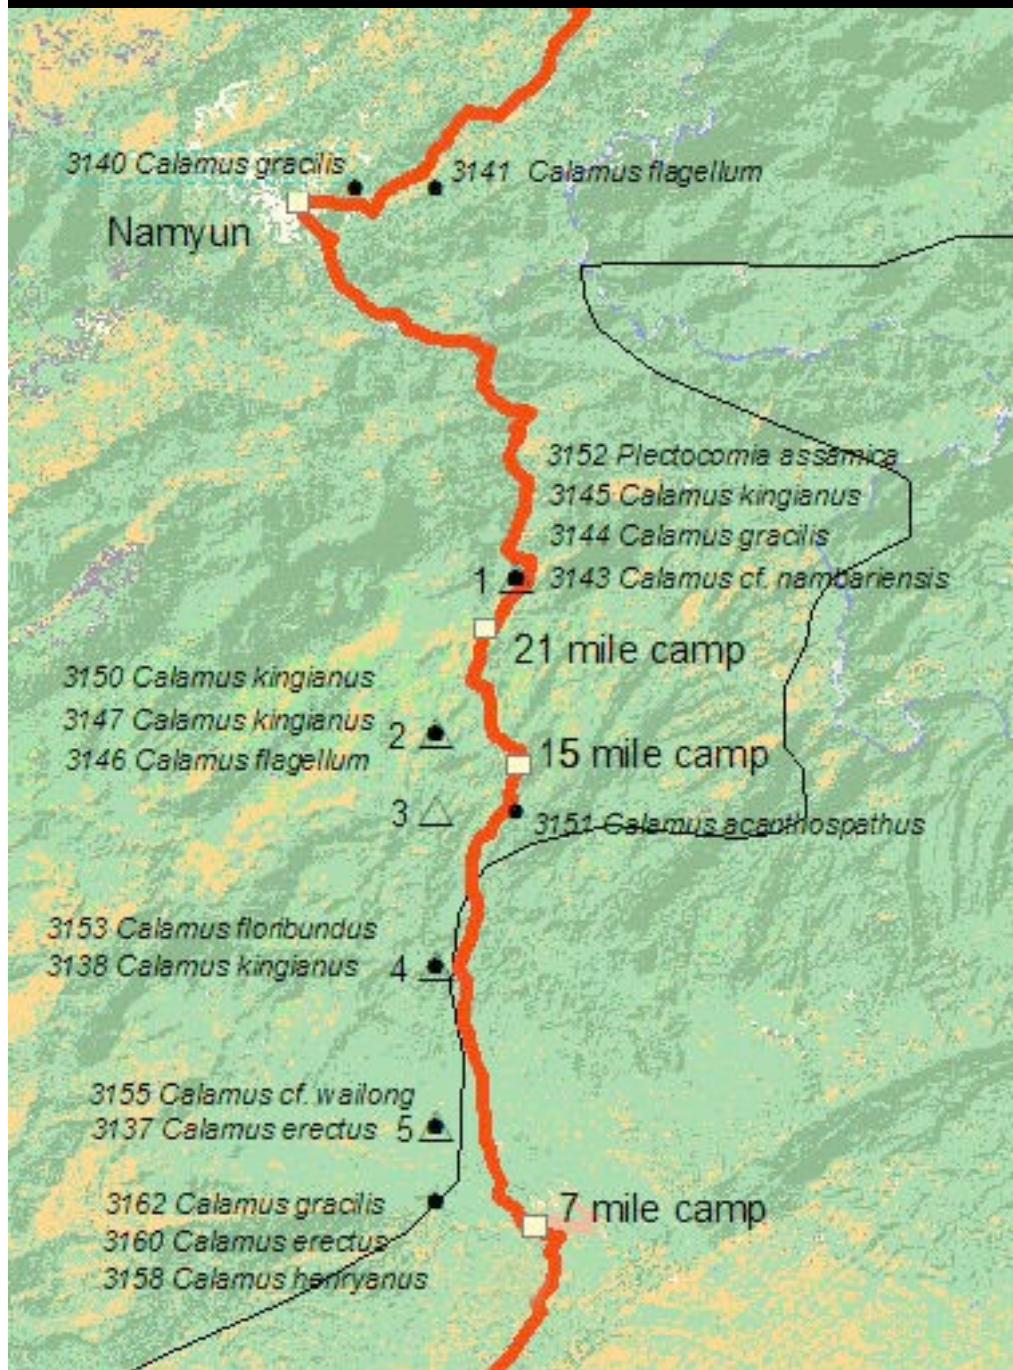 3140 Calamus gracilis
3141 Calamus flagellum
Namyun
3152 Plectocomia assamica
3145 Calamus kingianus
3144 Calamus gracilis
1
3143 Calamus cf. nambariensis
21 mile camp
3150 Calamus kingianus
3147 Calamus kingianus
2
3146 Calamus flagellum
15 mile camp
3
3151 Calamus acanthospathus
3153 Calamus floribundus
3138 Calamus kingianus
4
3155 Calamus cf. wailong
3137 Calamus erectus
5
3162 Calamus gracilis
7 mile camp
3160 Calamus erectus
3158 Calamus henryanus